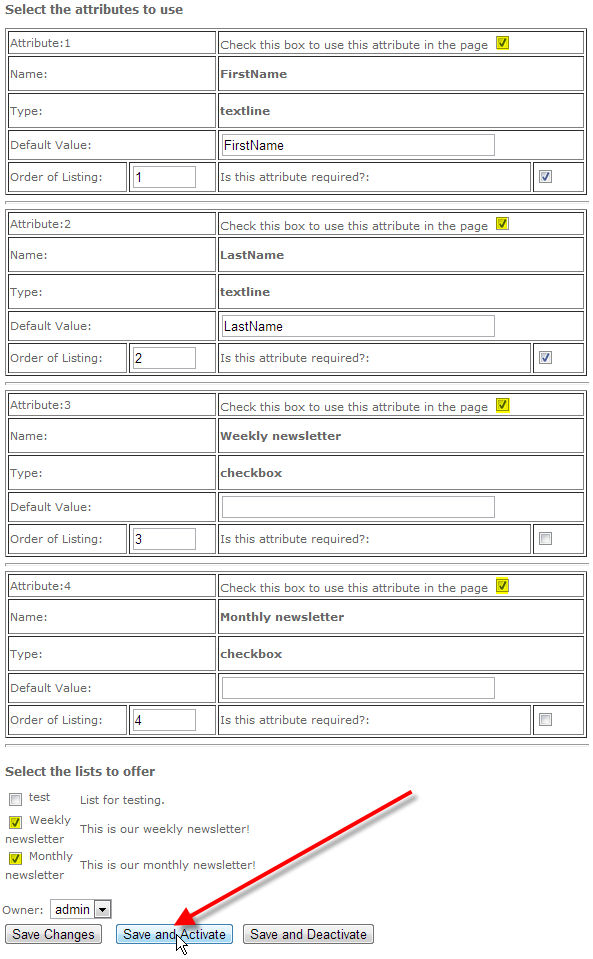 Select the attributes to use
Attribute:1 Check this box to use this attribute in the page
Name: FirstName
Type: textline
Default Value: FirstName
Order of Listing: 1 Is this attribute required?:
Attribute:2 Check this box to use this attribute in the page
Name: LastName
Type: textline
Default Value: LastName
Order of Listing: 2 Is this attribute required?:
Attribute:3 Check this box to use this attribute in the page
Name: Weekly newsletter
Type: checkbox
Default Value:
Order of Listing: 3 Is this attribute required?:
Attribute:4 Check this box to use this attribute in the page
Name: Monthly newsletter
Type: checkbox
Default Value:
Order of Listing: 4 Is this attribute required?:
Select the lists to offer
test List for testing.
Weekly
newsletter This is our weekly newsletter!
Monthly
newsletter This is our monthly newsletter!
Owner: admin
Save Changes Save and Activate Save and Deactivate